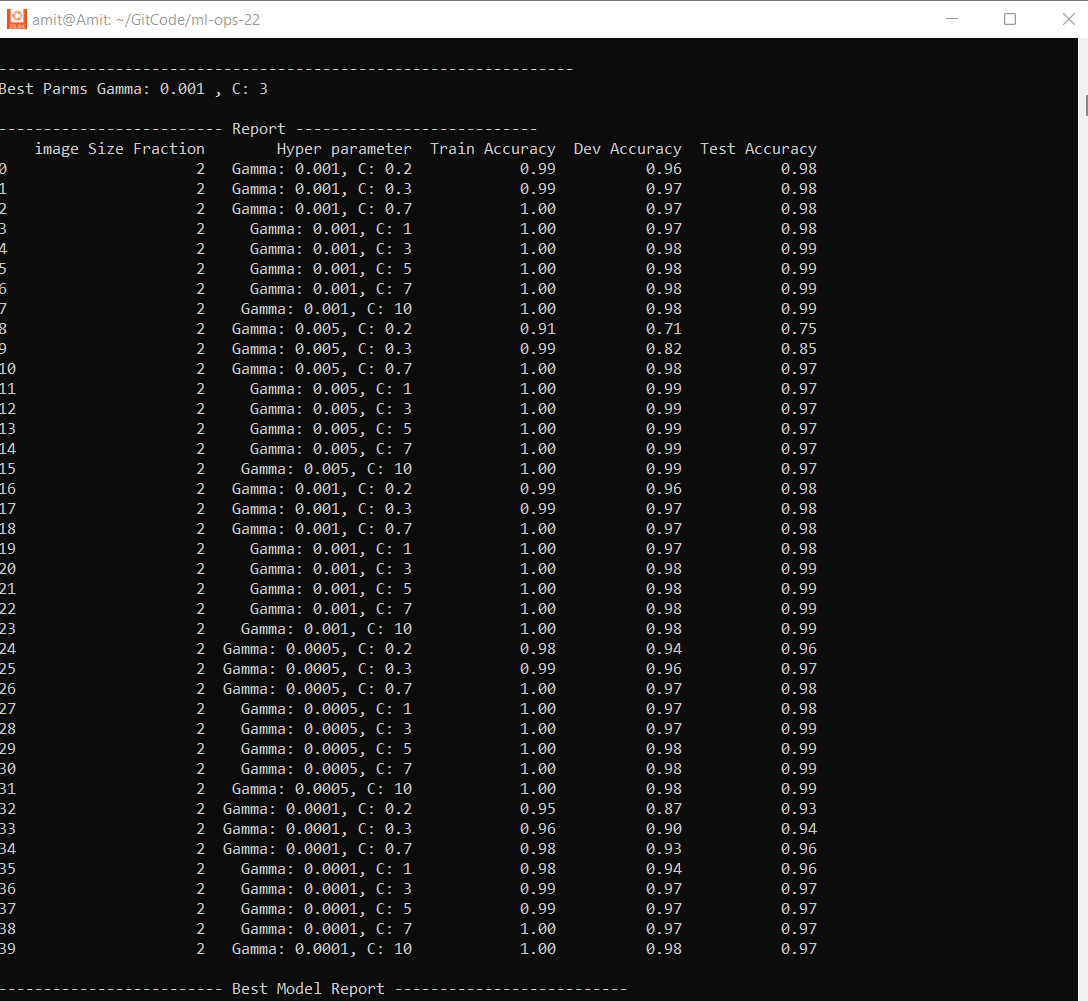 amit@Amit: ~/GitCode/ml-ops-22
----------------------------------------------------------------
Best Parms Gamma: 0.001 , C: 3
------------------------- Report ---------------------------
image Size Fraction Hyper parameter Train Accuracy Dev Accuracy Test Accuracy
0 2 Gamma: 0.001, C: 0.2 0.99 0.96 0.98
1 2 Gamma: 0.001, C: 0.3 0.99 0.97 0.98
2 2 Gamma: 0.001, C: 0.7 1.00 0.97 0.98
3 2 Gamma: 0.001, C: 1 1.00 0.97 0.98
4 2 Gamma: 0.001, C: 3 1.00 0.98 0.99
5 2 Gamma: 0.001, C: 5 1.00 0.98 0.99
6 2 Gamma: 0.001, C: 7 1.00 0.98 0.99
7 2 Gamma: 0.001, C: 10 1.00 0.98 0.99
8 2 Gamma: 0.005, C: 0.2 0.91 0.71 0.75
9 2 Gamma: 0.005, C: 0.3 0.99 0.82 0.85
10 2 Gamma: 0.005, C: 0.7 1.00 0.98 0.97
11 2 Gamma: 0.005, C: 1 1.00 0.99 0.97
12 2 Gamma: 0.005, C: 3 1.00 0.99 0.97
13 2 Gamma: 0.005, C: 5 1.00 0.99 0.97
14 2 Gamma: 0.005, C: 7 1.00 0.99 0.97
15 2 Gamma: 0.005, C: 10 1.00 0.99 0.97
16 2 Gamma: 0.001, C: 0.2 0.99 0.96 0.98
17 2 Gamma: 0.001, C: 0.3 0.99 0.97 0.98
18 2 Gamma: 0.001, C: 0.7 1.00 0.97 0.98
19 2 Gamma: 0.001, C: 1 1.00 0.97 0.98
20 2 Gamma: 0.001, C: 3 1.00 0.98 0.99
21 2 Gamma: 0.001, C: 5 1.00 0.98 0.99
22 2 Gamma: 0.001, C: 7 1.00 0.98 0.99
23 2 Gamma: 0.001, C: 10 1.00 0.98 0.99
24 2 Gamma: 0.0005, C: 0.2 0.98 0.94 0.96
25 2 Gamma: 0.0005, C: 0.3 0.99 0.96 0.97
26 2 Gamma: 0.0005, C: 0.7 1.00 0.97 0.98
27 2 Gamma: 0.0005, C: 1 1.00 0.97 0.98
28 2 Gamma: 0.0005, C: 3 1.00 0.97 0.99
29 2 Gamma: 0.0005, C: 5 1.00 0.98 0.99
30 2 Gamma: 0.0005, C: 7 1.00 0.98 0.99
31 2 Gamma: 0.0005, C: 10 1.00 0.98 0.99
32 2 Gamma: 0.0001, C: 0.2 0.95 0.87 0.93
33 2 Gamma: 0.0001, C: 0.3 0.96 0.90 0.94
34 2 Gamma: 0.0001, C: 0.7 0.98 0.93 0.96
35 2 Gamma: 0.0001, C: 1 0.98 0.94 0.96
36 2 Gamma: 0.0001, C: 3 0.99 0.97 0.97
37 2 Gamma: 0.0001, C: 5 0.99 0.97 0.97
38 2 Gamma: 0.0001, C: 7 1.00 0.97 0.97
39 2 Gamma: 0.0001, C: 10 1.00 0.98 0.97
------------------------- Best Model Report --------------------------